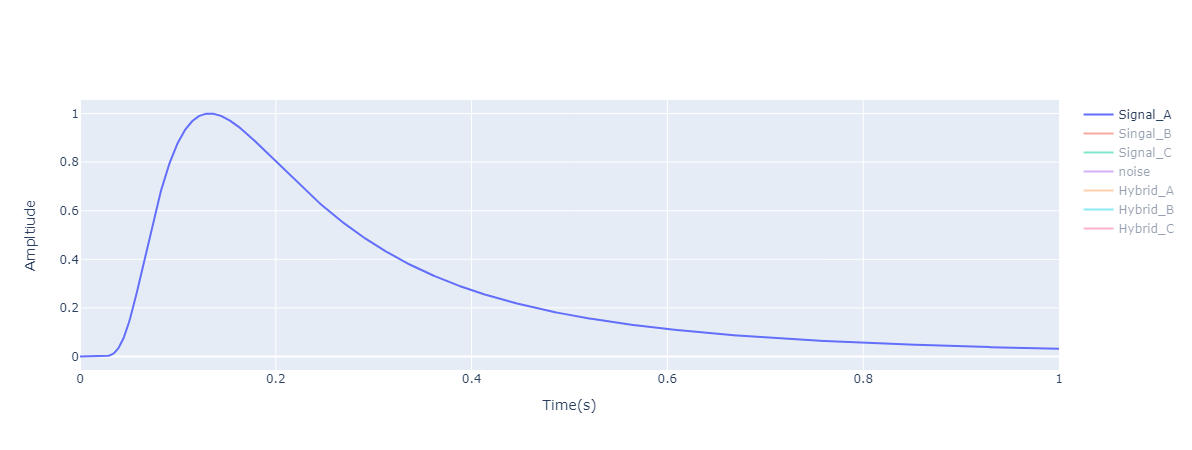 Signal_A
Singal_B
Signal_C
noise
Hybrid_A
Hybrid_B
Hybrid_C
1
0.8
0.6
0.4
0.2
0
Ampltiude
0 0.2 0.4 0.6 0.8 1
Time(s)